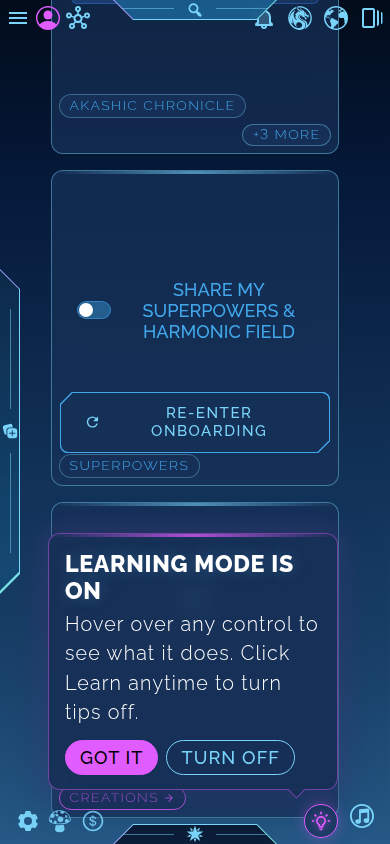 AKASHIC CHRONICLE
+3 MORE
SHARE MY
SUPERPOWERS &
HARMONIC FIELD
RE-ENTER
ONBOARDING
SUPERPOWERS
LEARNING MODE IS
ON
Hover over any control to
see what it does. Click
Learn anytime to turn
tips off.
GOT IT
TURN OFF
CREATIONS →